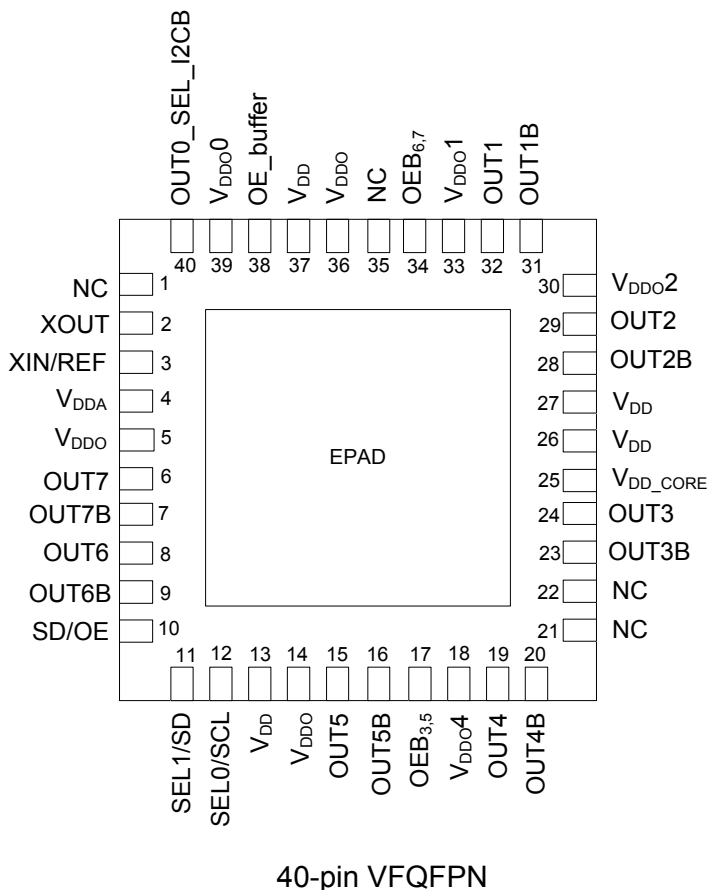 OUT0_SEL_I2CB
VDDO0
OE_buffer
VDD
VDDO
NC
OEB6,7
VDDO1
OUT1
OUT1B
40 39 38 37 36 35 34 33 32 31
NC 1
XOUT 2
XIN/REF 3
VDDA 4
VDDO 5
OUT7 6
OUT7B 7
OUT6 8
OUT6B 9
SD/OE 10
EPAD
30 VDDO2
29 OUT2
28 OUT2B
27 VDD
26 VDD
25 VDD_CORE
24 OUT3
23 OUT3B
22 NC
21 NC
11 12 13 14 15 16 17 18 19 20
SEL1/SD
SEL0/SCL
VDD
VDDO
OUT5
OUT5B
OEB3,5
VDDO4
OUT4
OUT4B
40-pin VFQFPN